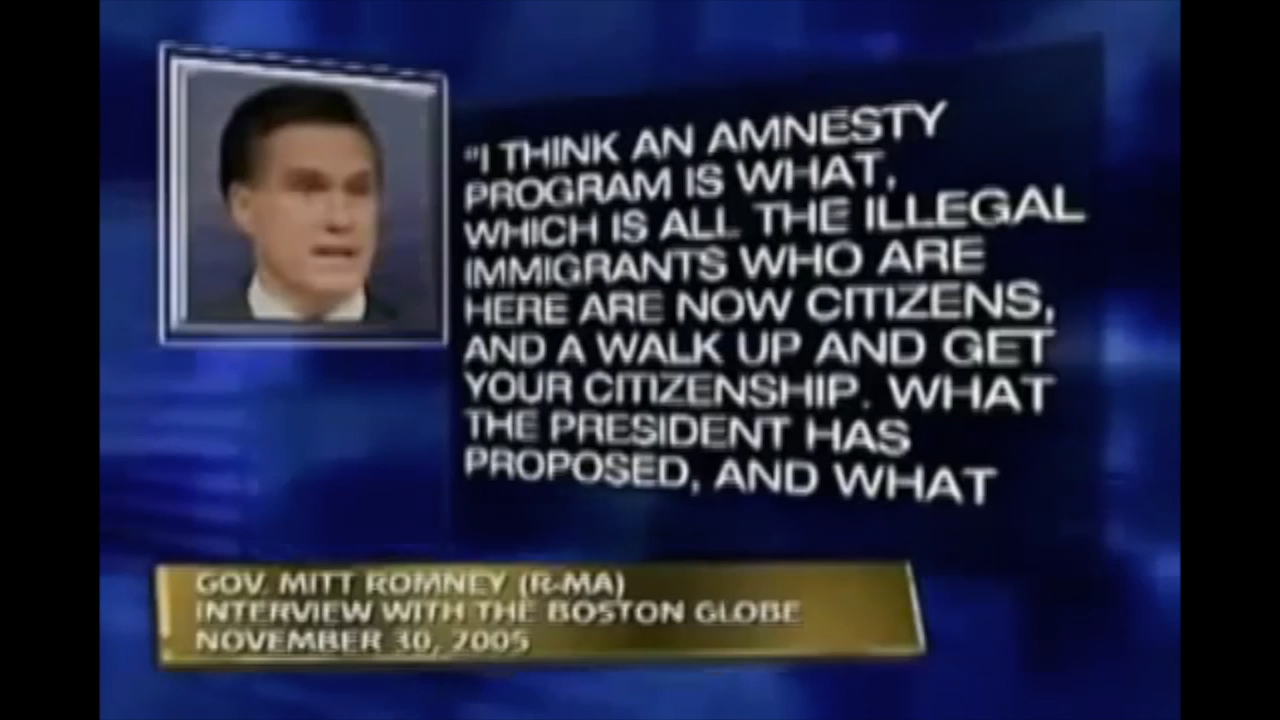 "I THINK AN AMNESTY
PROGRAM IS WHAT,
WHICH IS ALL THE ILLEGAL
IMMIGRANTS WHO ARE
HERE ARE NOW CITIZENS,
AND A WALK UP AND GET
YOUR CITIZENSHIP. WHAT
THE PRESIDENT HAS
PROPOSED, AND WHAT
GOV. MITT ROMNEY (R-MA)
INTERVIEW WITH THE BOSTON GLOBE
NOVEMBER 30, 2005